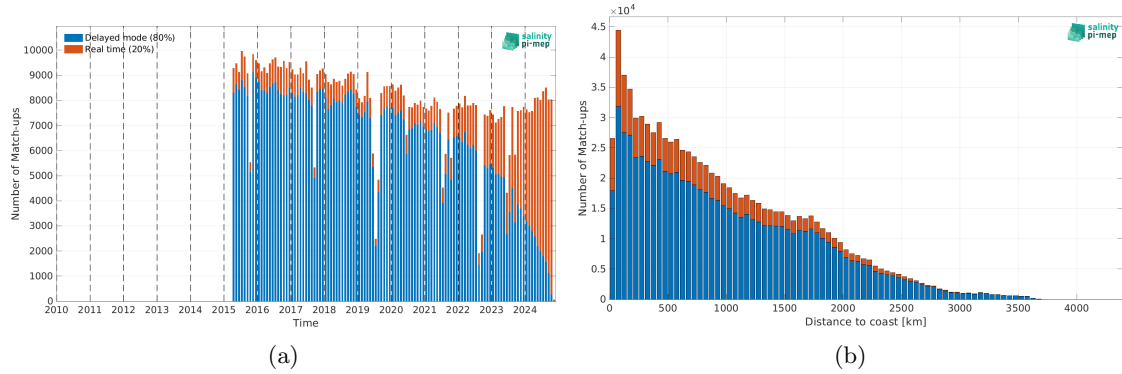 Delayed mode (80%)
Real time (20%)
salinity
pi-mep
Number of Match-ups
10000
9000
8000
7000
6000
5000
4000
3000
2000
1000
0
2010 2011 2012 2013 2014 2015 2016 2017 2018 2019 2020 2021 2022 2023 2024
Time
(a)
×10⁴
salinity
pi-mep
Number of Match-ups
4.5
4
3.5
3
2.5
2
1.5
1
0.5
0
0 500 1000 1500 2000 2500 3000 3500 4000
Distance to coast [km]
(b)